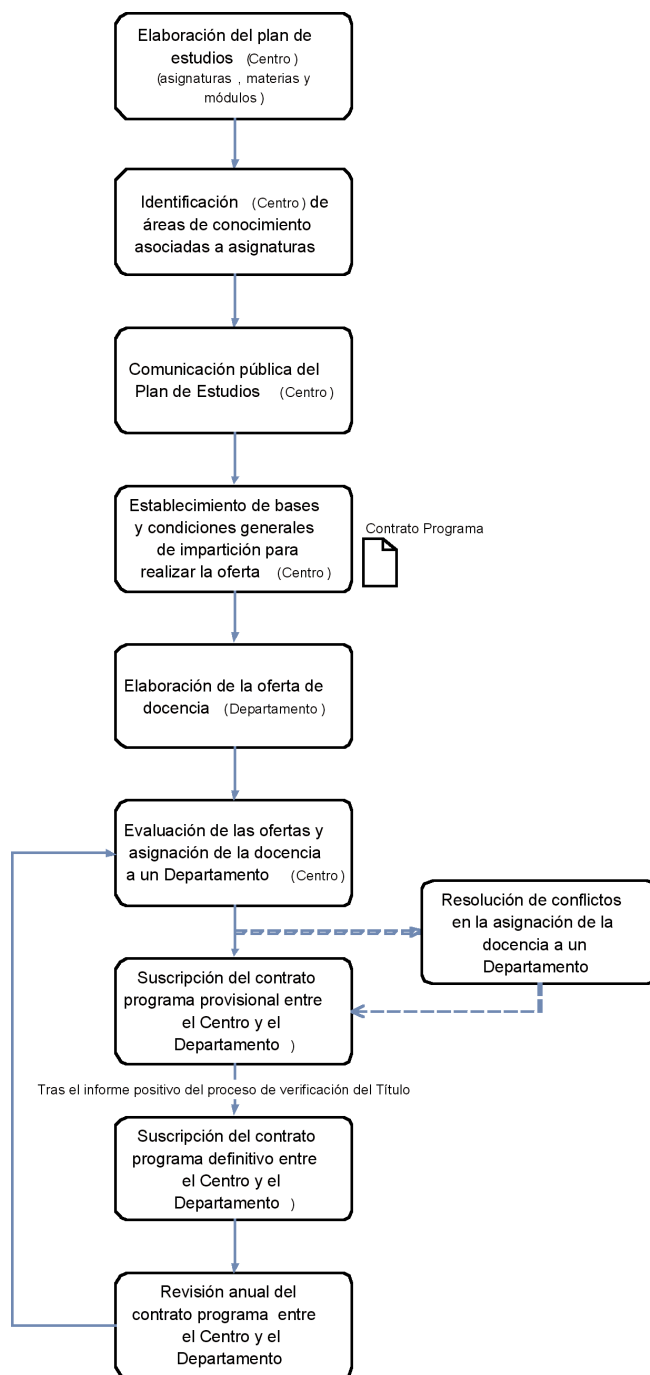 Elaboración del plan de
estudios (Centro)
(asignaturas , materias y
módulos )
Identificación (Centro) de
áreas de conocimiento
asociadas a asignaturas
Comunicación pública del
Plan de Estudios (Centro)
Establecimiento de bases
y condiciones generales
de impartición para
realizar la oferta (Centro)
Contrato Programa
Elaboración de la oferta de
docencia (Departamento )
Evaluación de las ofertas y
asignación de la docencia
a un Departamento (Centro)
Resolución de conflictos
en la asignación de la
docencia a un
Departamento
Suscripción del contrato
programa provisional entre
el Centro y el
Departamento )
Tras el informe positivo del proceso de verificación del Título
Suscripción del contrato
programa definitivo entre
el Centro y el
Departamento )
Revisión anual del
contrato programa entre
el Centro y el
Departamento